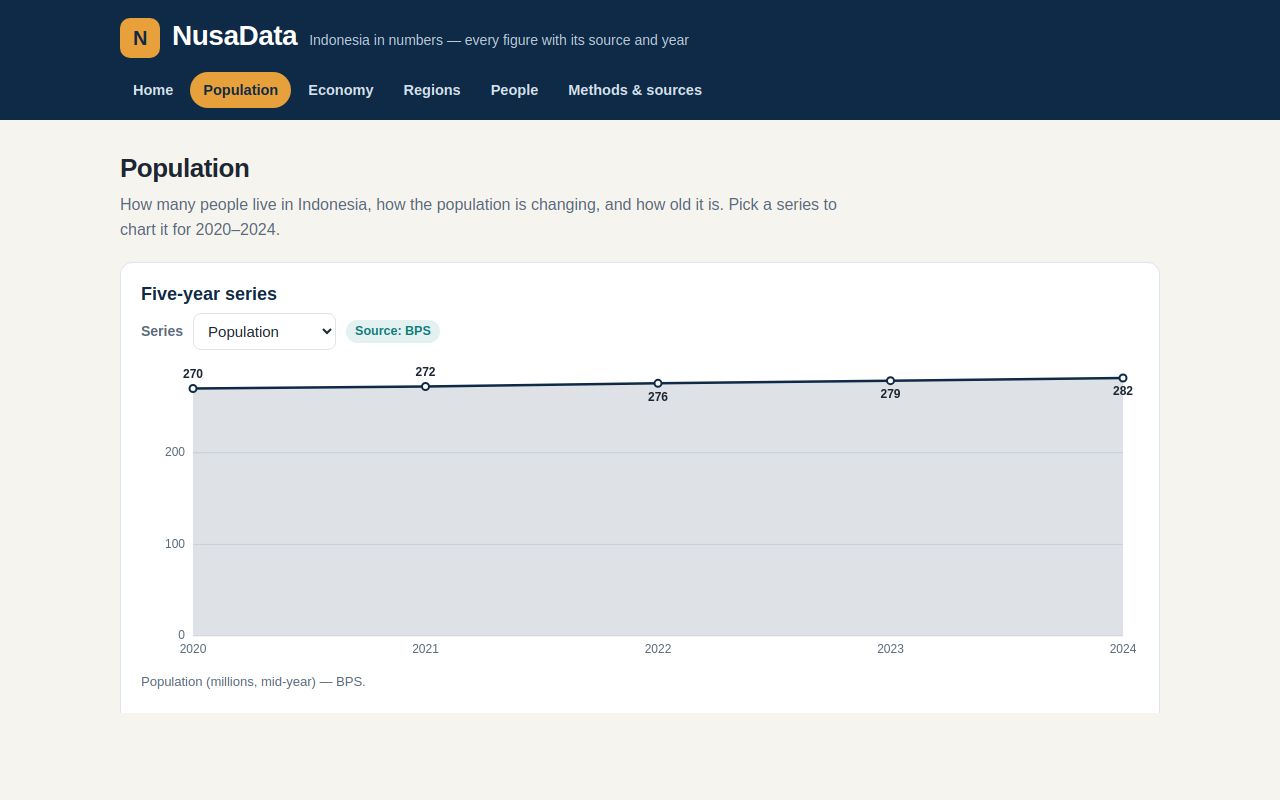 N NusaData Indonesia in numbers — every figure with its source and year
Home Population Economy Regions People Methods & sources
Population
How many people live in Indonesia, how the population is changing, and how old it is. Pick a series to
chart it for 2020–2024.
Five-year series
Series Population Source: BPS
270 272 276 279 282
200
100
0
2020 2021 2022 2023 2024
Population (millions, mid-year) — BPS.